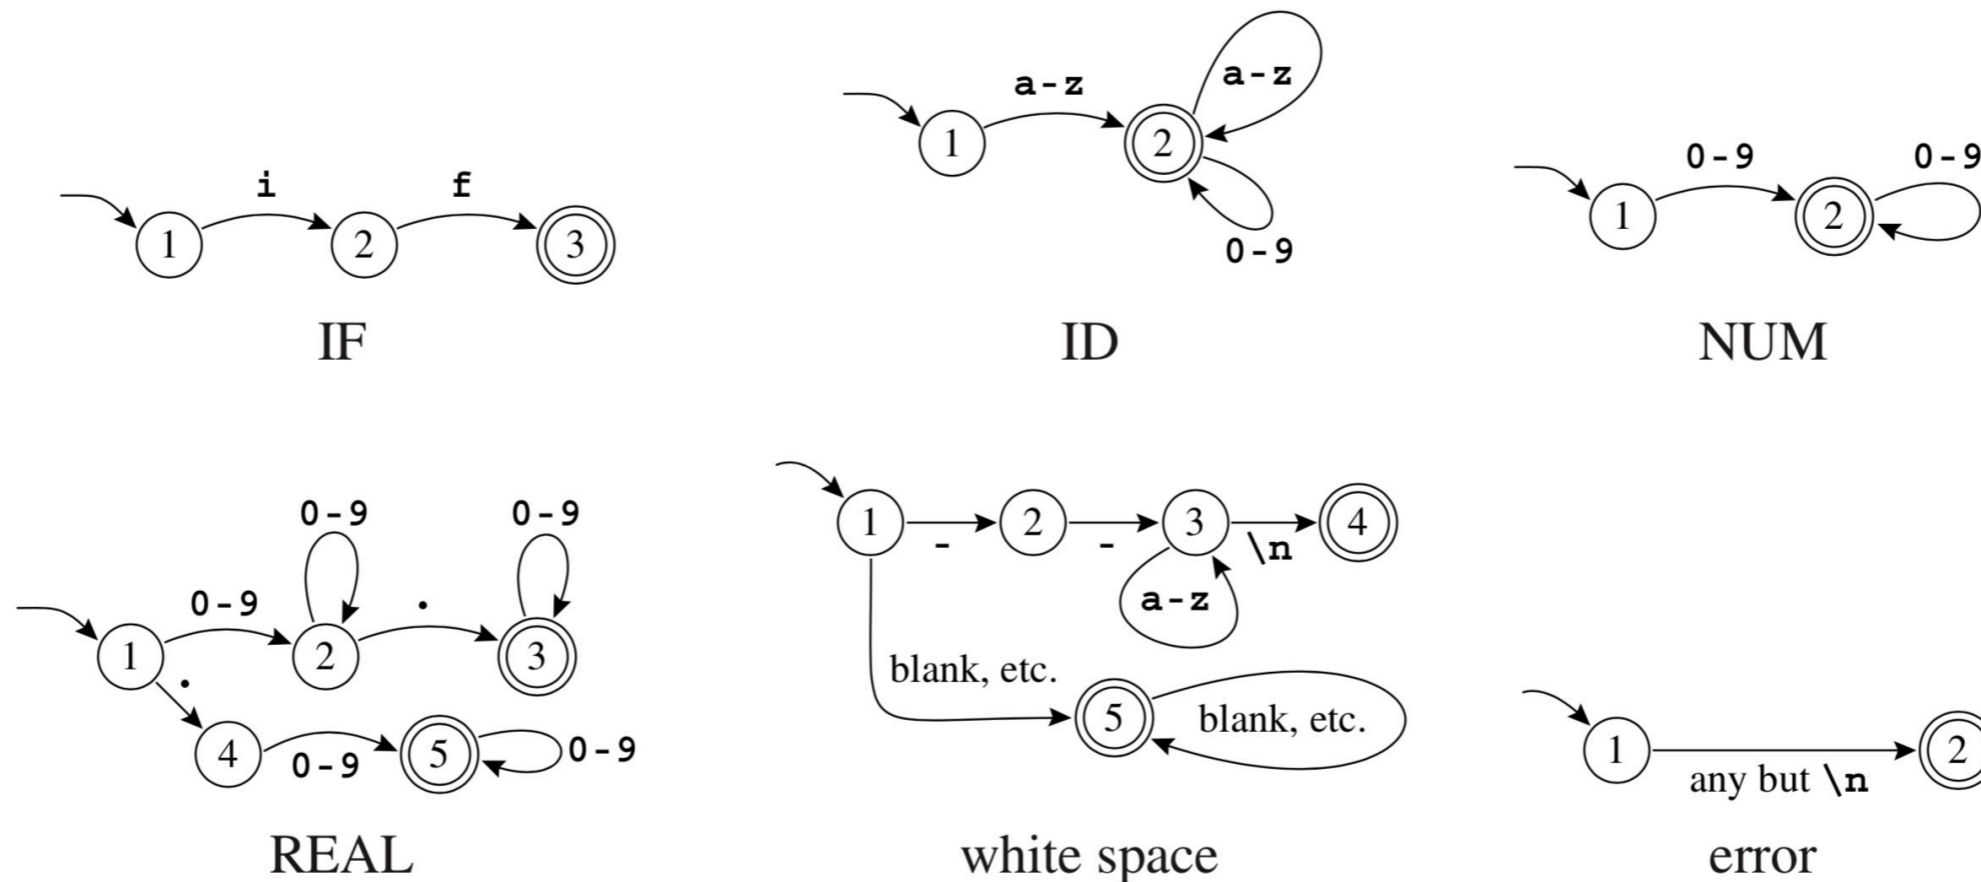 i
f
1
2
3
IF
a-z
a-z
1
2
0-9
ID
0-9
0-9
1
2
NUM
0-9
0-9
0-9
.
1
2
3
.
4
0-9
5
0-9
REAL
1
-
2
-
3
\n
4
a-z
blank, etc.
5
blank, etc.
white space
1
any but \n
2
error